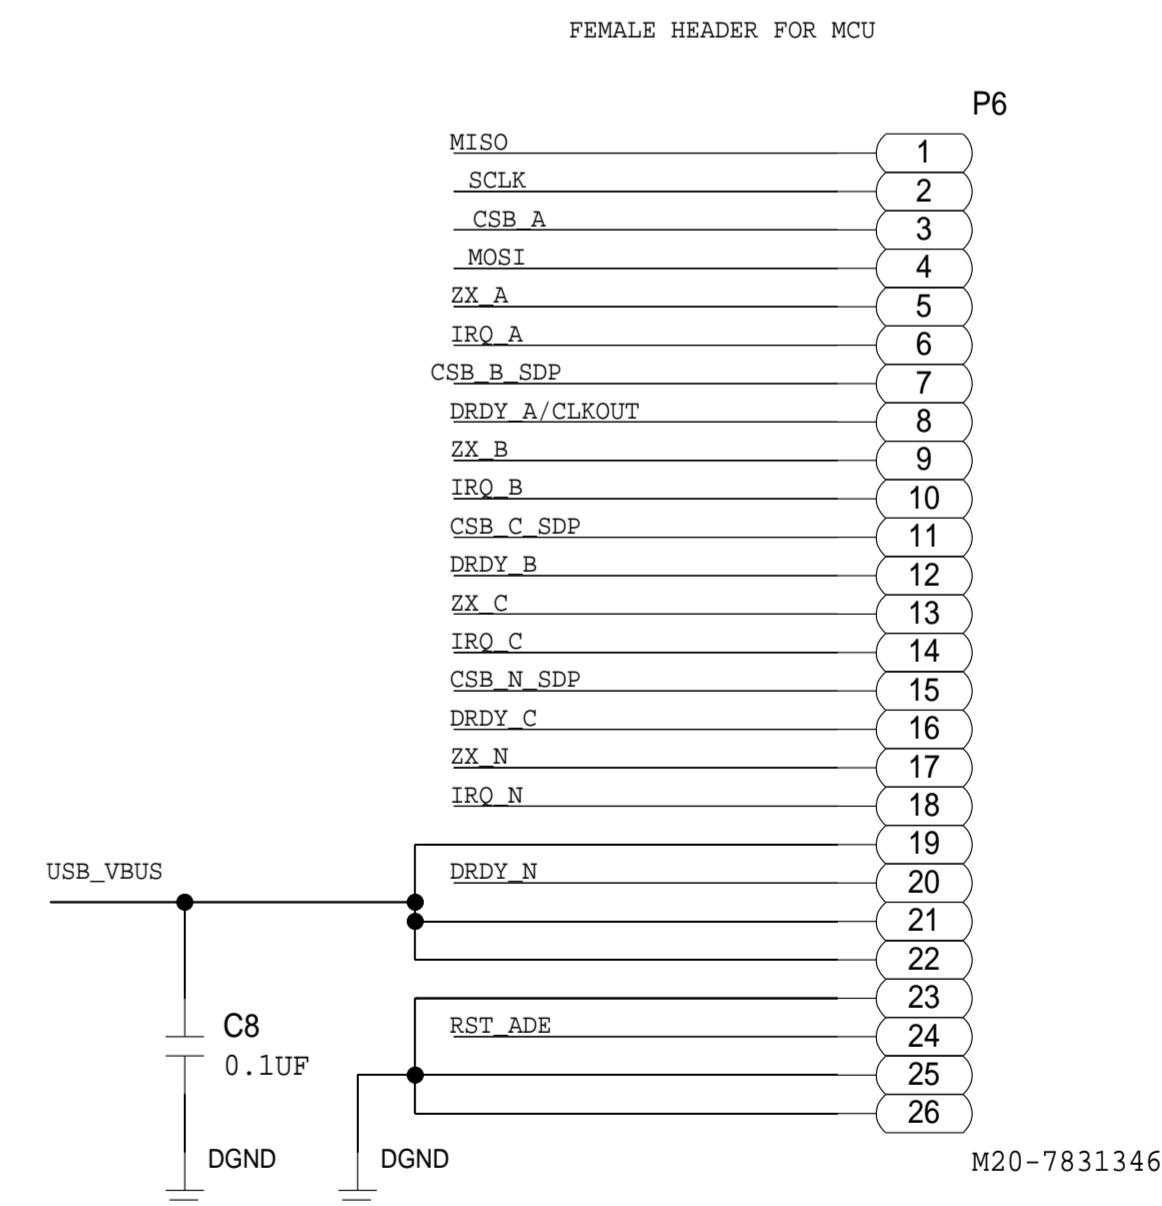 FEMALE HEADER FOR MCU
P6
MISO 1
SCLK 2
CSB_A 3
MOSI 4
ZX_A 5
IRQ_A 6
CSB_B_SDP 7
DRDY_A/CLKOUT 8
ZX_B 9
IRQ_B 10
CSB_C_SDP 11
DRDY_B 12
ZX_C 13
IRQ_C 14
CSB_N_SDP 15
DRDY_C 16
ZX_N 17
IRQ_N 18
19
USB_VBUS DRDY_N 20
21
22
23
C8 RST_ADE 24
0.1UF 25
26
DGND DGND M20-7831346